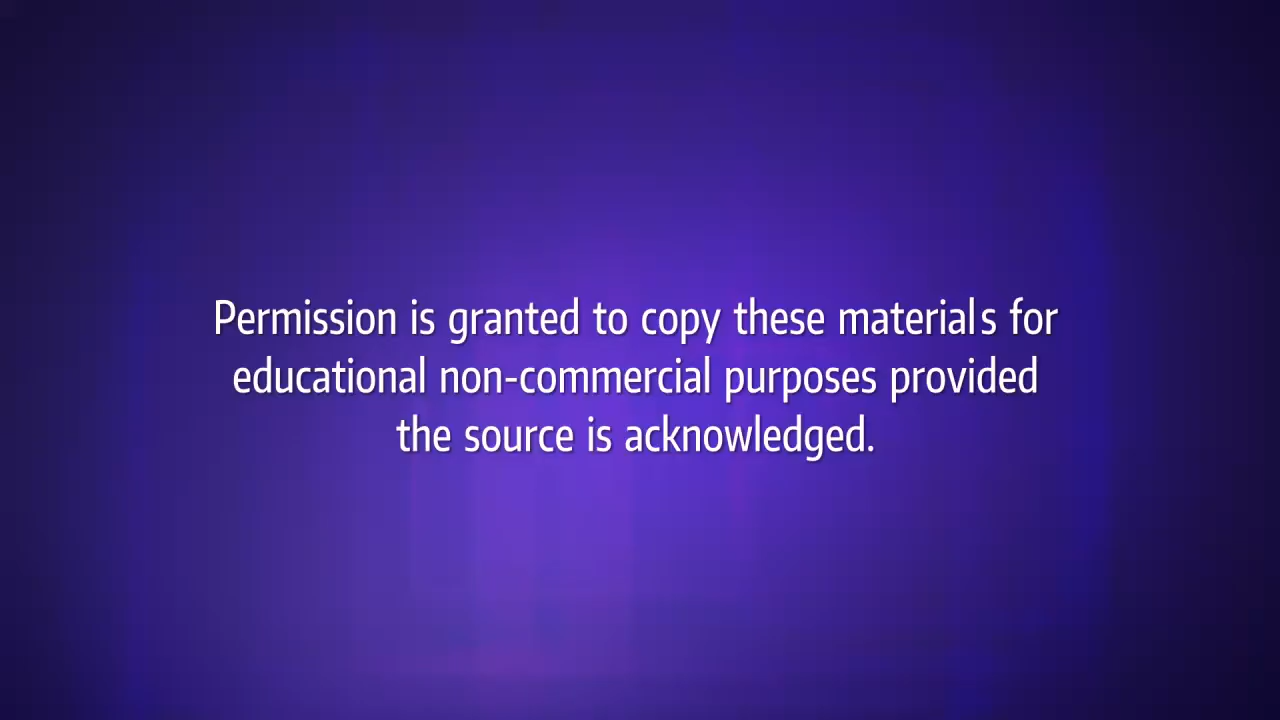 Permission is granted to copy these materials for
educational non-commercial purposes provided
the source is acknowledged.